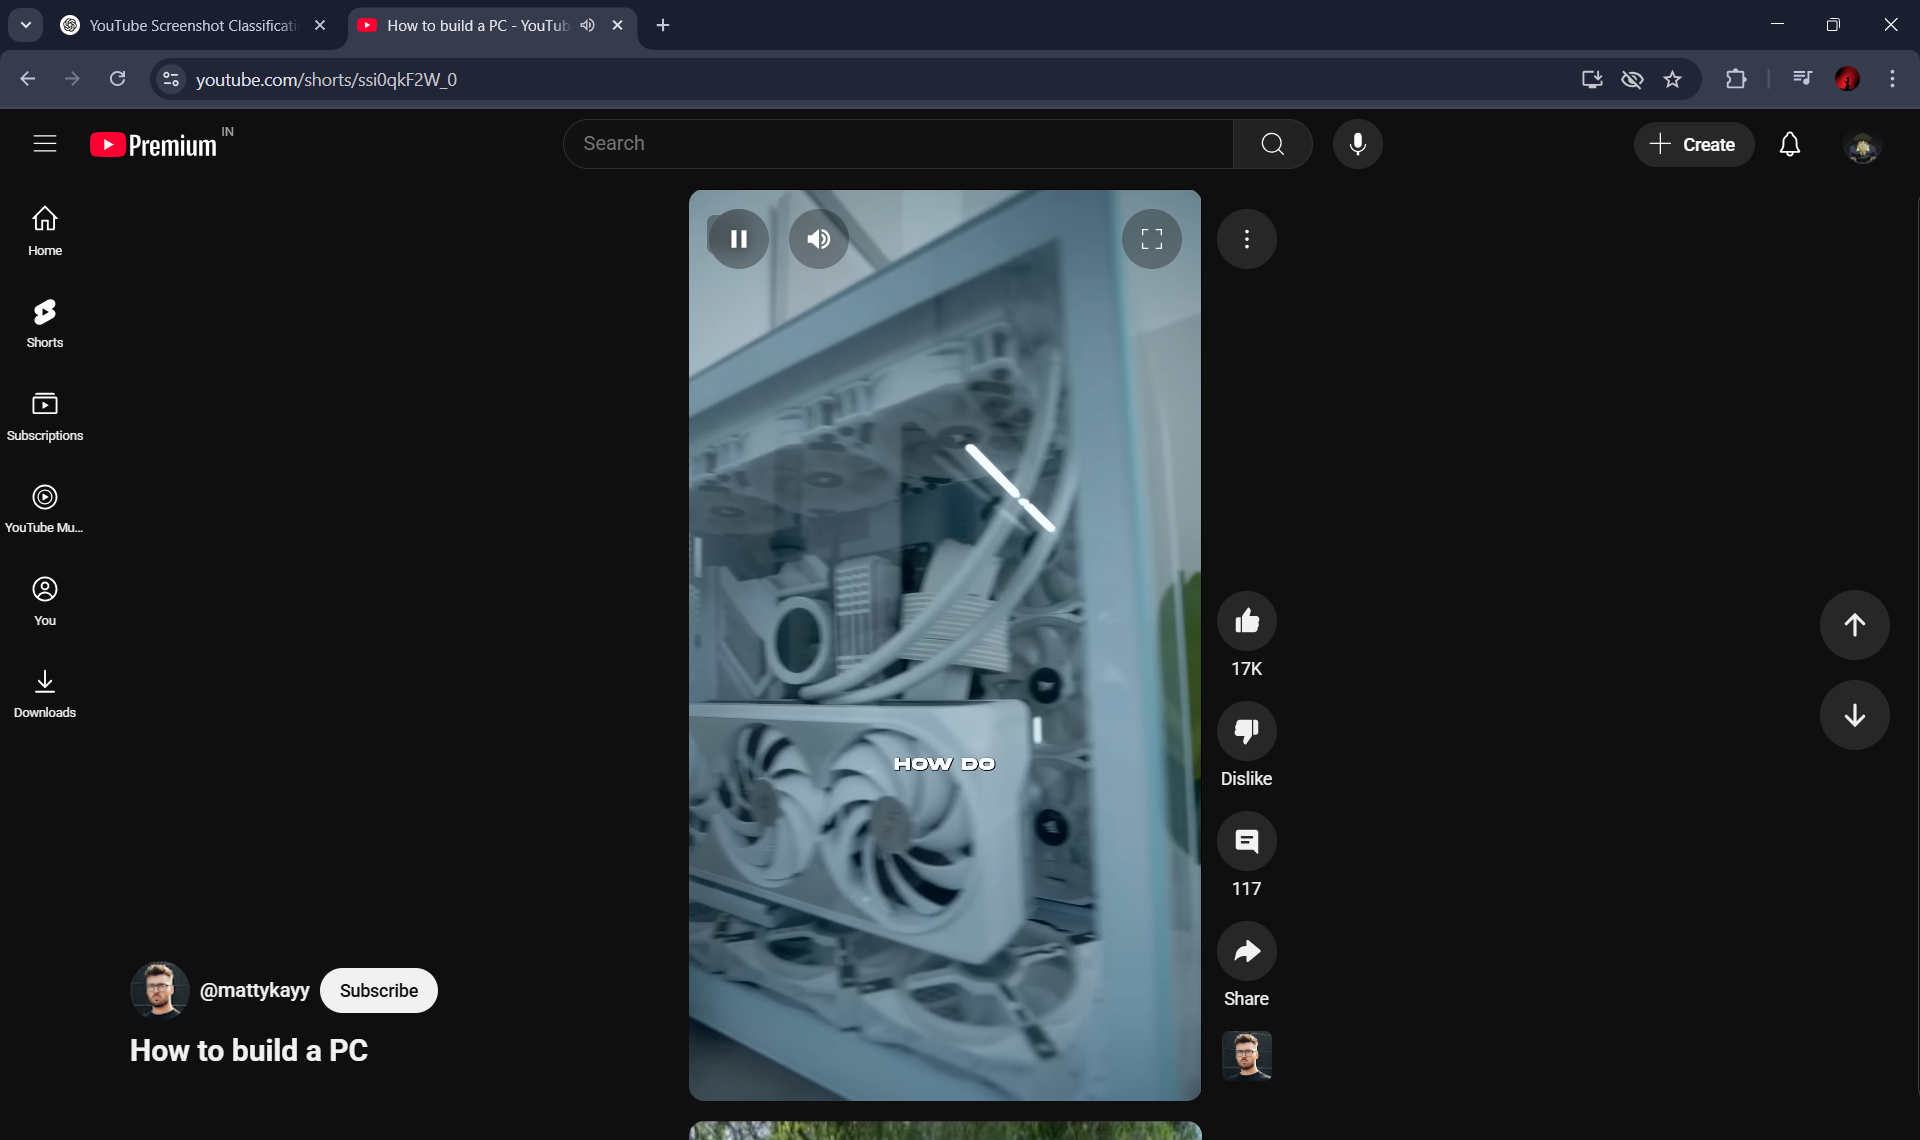 YouTube Screenshot Classificati
How to build a PC - YouTub
youtube.com/shorts/ssi0qkF2W_0
Premium IN
Search
Create
Home
Shorts
Subscriptions
YouTube Mu...
You
Downloads
HOW DO
17K
Dislike
117
Share
@mattykayy
Subscribe
How to build a PC